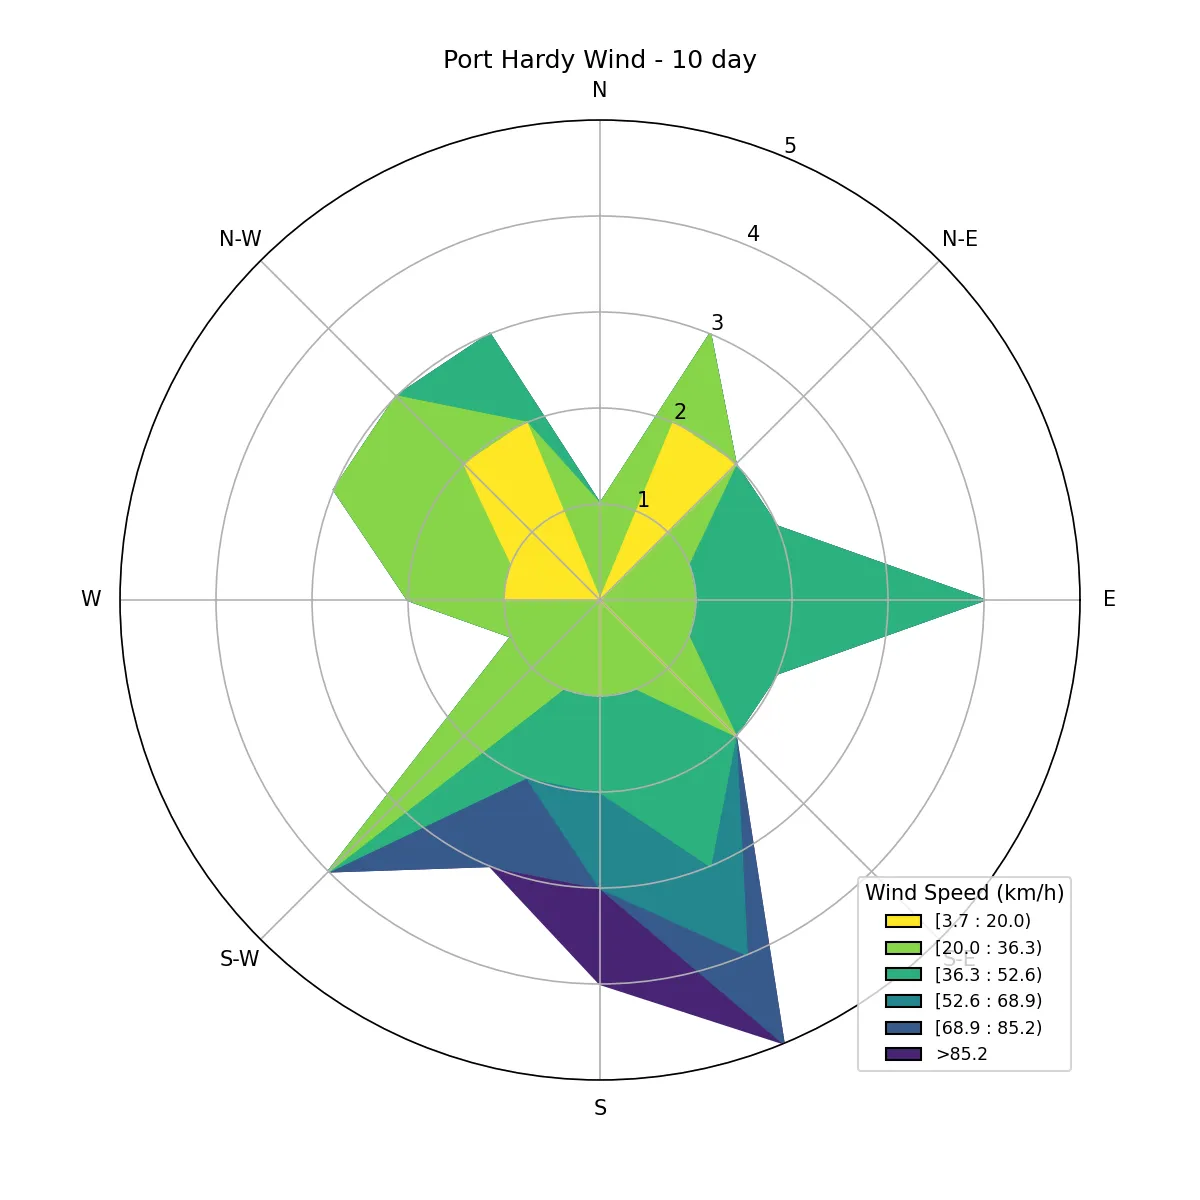 Port Hardy Wind - 10 day
N
5
4
N-W
N-E
3
2
1
W
E
S-W
S-E
Wind Speed (km/h)
[3.7 : 20.0)
[20.0 : 36.3)
[36.3 : 52.6)
[52.6 : 68.9)
[68.9 : 85.2)
>85.2
S